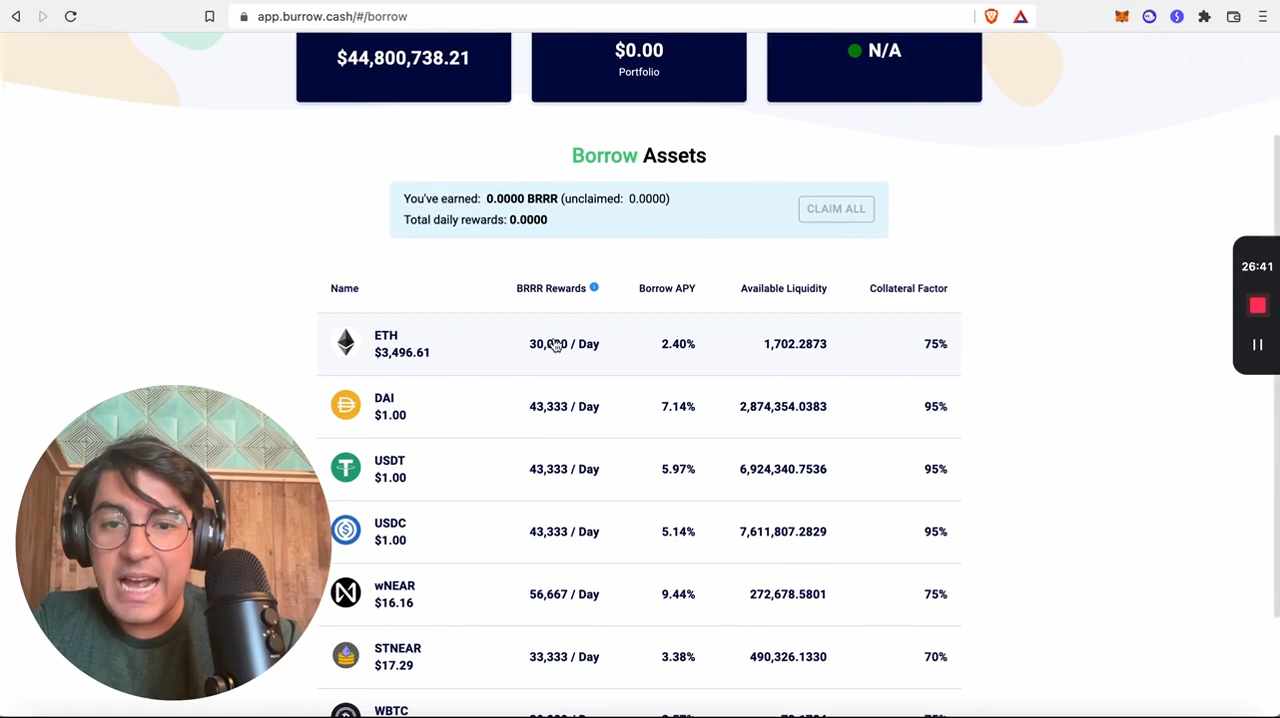 app.burrow.cash/#/borrow
$44,800,738.21
$0.00
Portfolio
N/A
Borrow Assets
You've earned: 0.0000 BRRR (unclaimed: 0.0000)
Total daily rewards: 0.0000
CLAIM ALL
26:41
Name BRRR Rewards Borrow APY Available Liquidity Collateral Factor
ETH
$3,496.61
/ Day 2.40% 1,702.2873 75%
DAI
$1.00
43,333 / Day 7.14% 2,874,354.0383 95%
USDT
$1.00
43,333 / Day 5.97% 6,924,340.7536 95%
USDC
$1.00
43,333 / Day 5.14% 7,611,807.2829 95%
wNEAR
$16.16
56,667 / Day 9.44% 272,678.5801 75%
STNEAR
$17.29
33,333 / Day 3.38% 490,326.1330 70%
WBTC